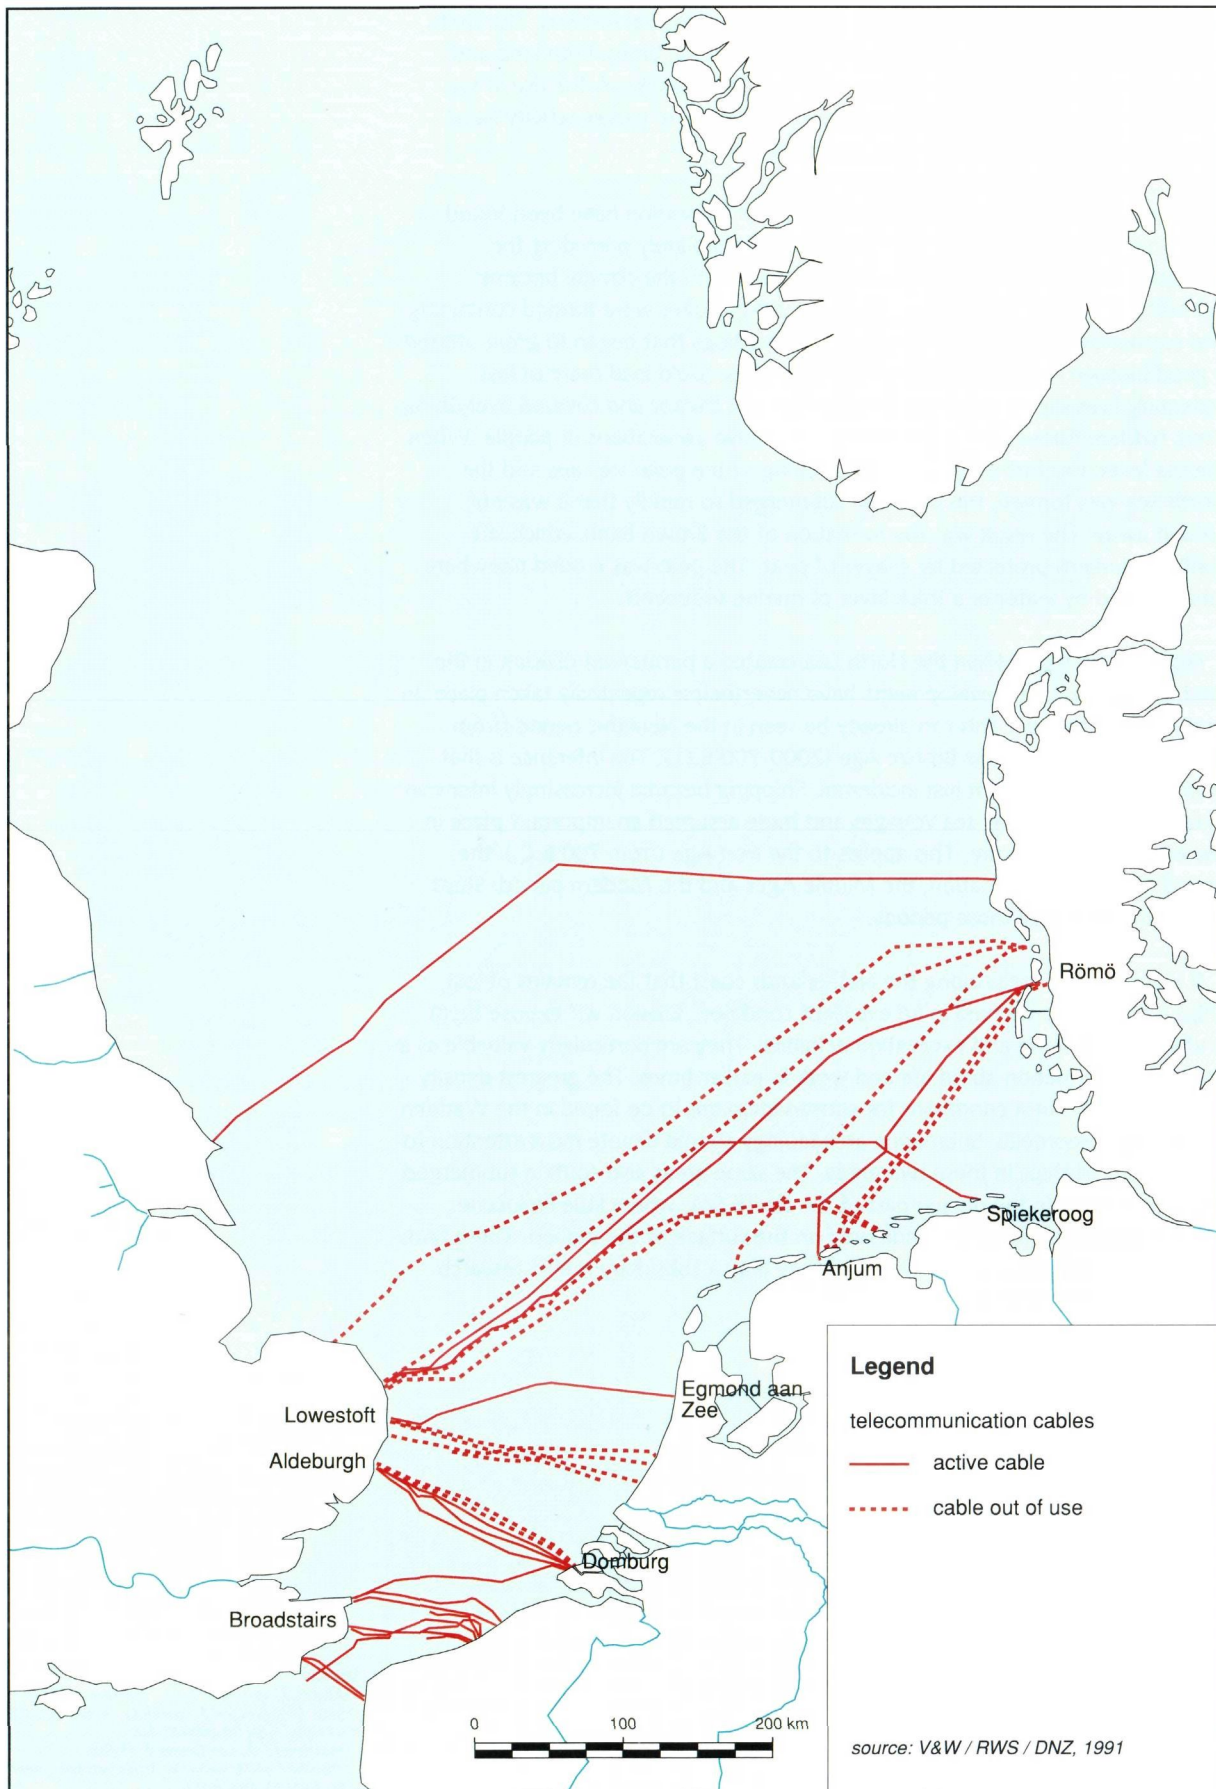 Römö
Spiekeroog
Anjum
Egmond aan
Zee
Lowestoft
Aldeburgh
Domburg
Broadstairs
Legend
telecommunication cables
active cable
cable out of use
0 100 200 km
source: V&W / RWS / DNZ, 1991